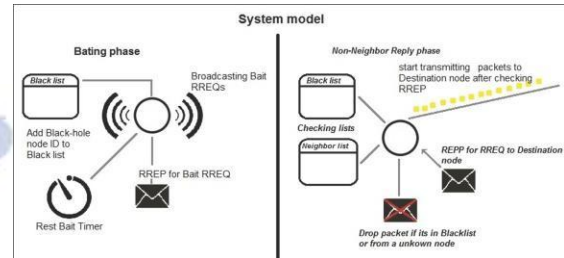 System model
Bating phase
Black list
Broadcasting Bait
RREQs
Add Black-hole
node ID to
Black list
RREP for Bait RREQ
Rest Bait Timer
Non-Neighbor Reply phase
start transmitting packets to
Destination node after checking
RREP
Black list
Checking lists
Neighbor list
REPP for RREQ to Destination
node
Drop packet if its in Blacklist
or from a unkown node